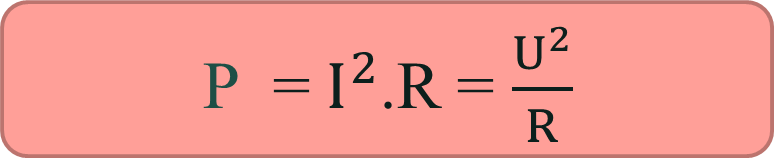 P = I².R = U²/R